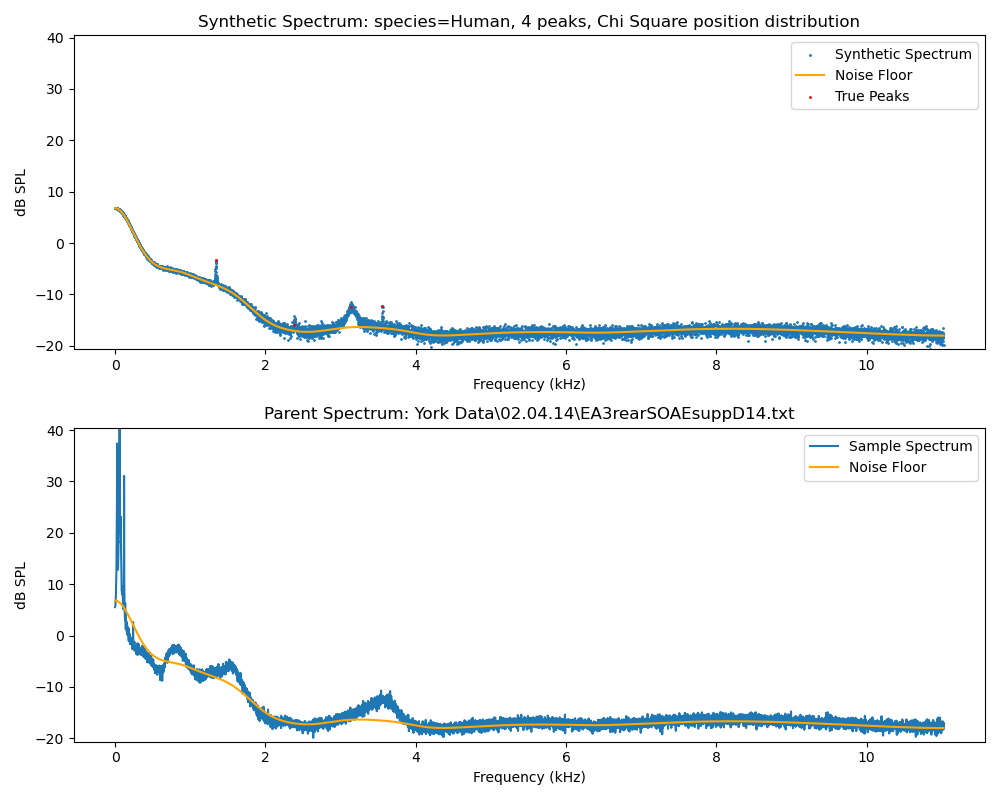 Synthetic Spectrum: species=Human, 4 peaks, Chi Square position distribution
40
30
20
10
0
−10
−20
dB SPL
Synthetic Spectrum
Noise Floor
True Peaks
0 2 4 6 8 10
Frequency (kHz)
Parent Spectrum: York Data\02.04.14\EA3rearSOAEsuppD14.txt
40
30
20
10
0
−10
−20
dB SPL
Sample Spectrum
Noise Floor
0 2 4 6 8 10
Frequency (kHz)